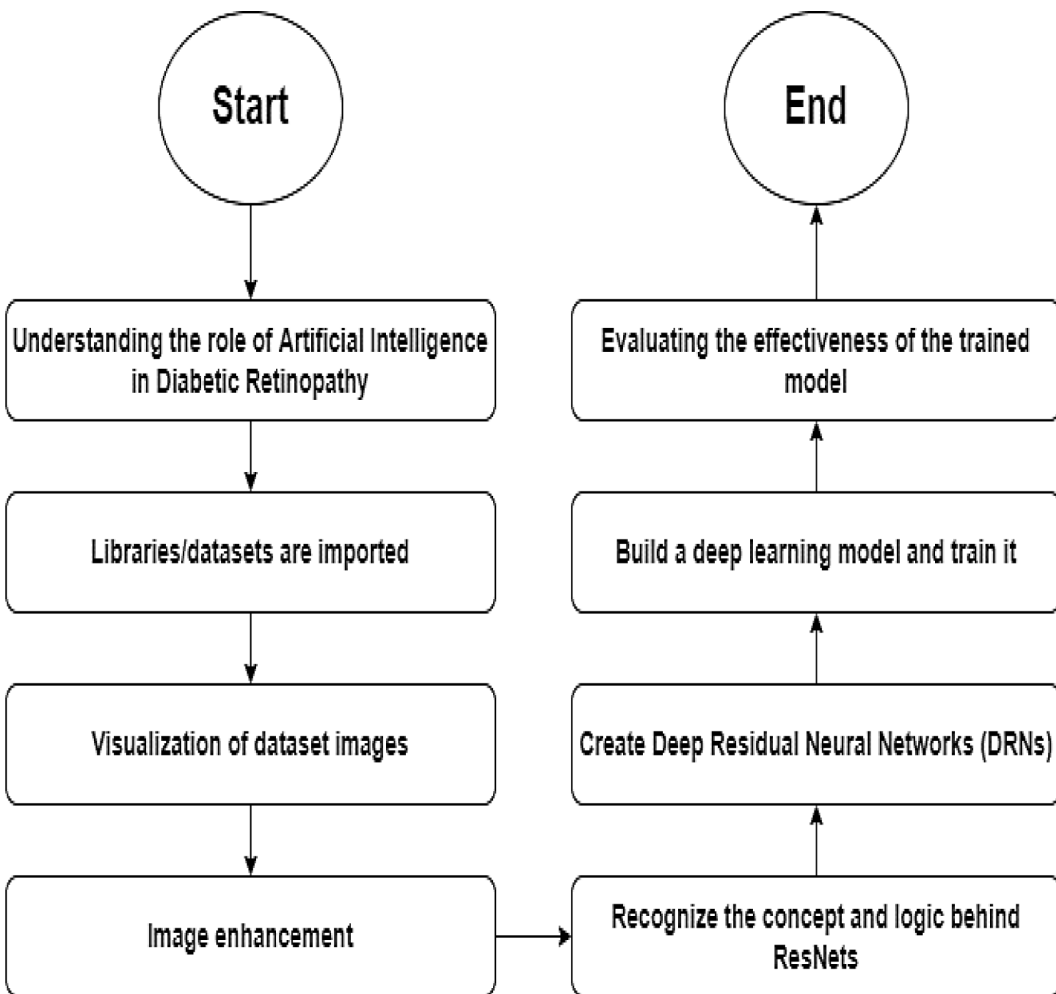 Start
Understanding the role of Artificial Intelligence
in Diabetic Retinopathy
Libraries/datasets are imported
Visualization of dataset images
Image enhancement
Recognize the concept and logic behind
ResNets
Create Deep Residual Neural Networks (DRNs)
Build a deep learning model and train it
Evaluating the effectiveness of the trained
model
End